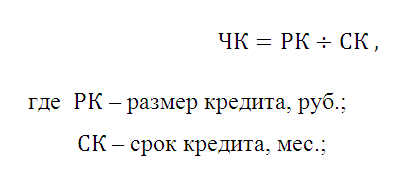 ЧК = РК ÷ СК ,
где РК – размер кредита, руб.;
СК – срок кредита, мес.;